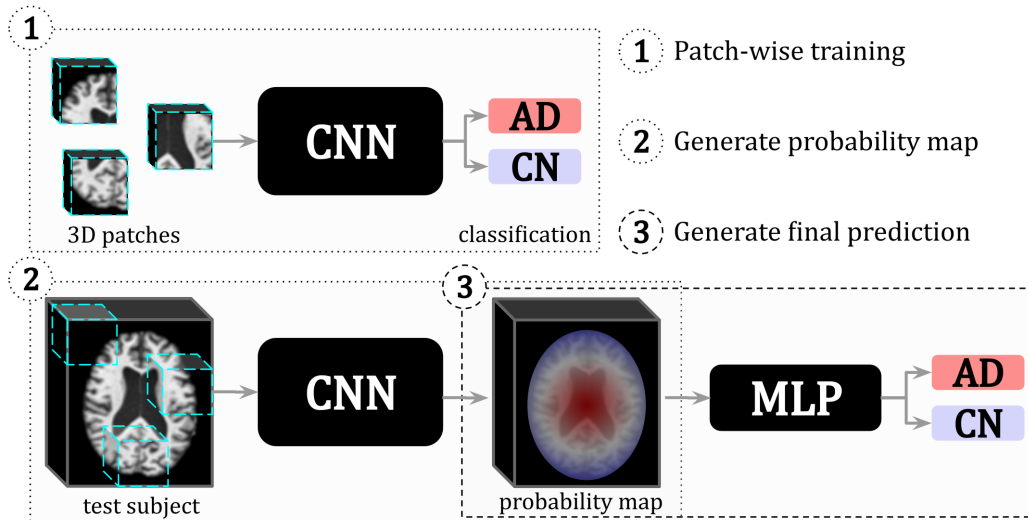 1
CNN
AD
CN
3D patches
classification
1 Patch-wise training
2 Generate probability map
3 Generate final prediction
2
test subject
CNN
3
probability map
MLP
AD
CN